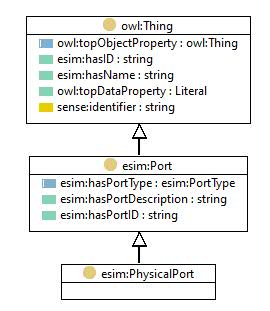 owl:Thing
owl:topObjectProperty : owl:Thing
esim:hasID : string
esim:hasName : string
owl:topDataProperty : Literal
sense:identifier : string
esim:Port
esim:hasPortType : esim:PortType
esim:hasPortDescription : string
esim:hasPortID : string
esim:PhysicalPort